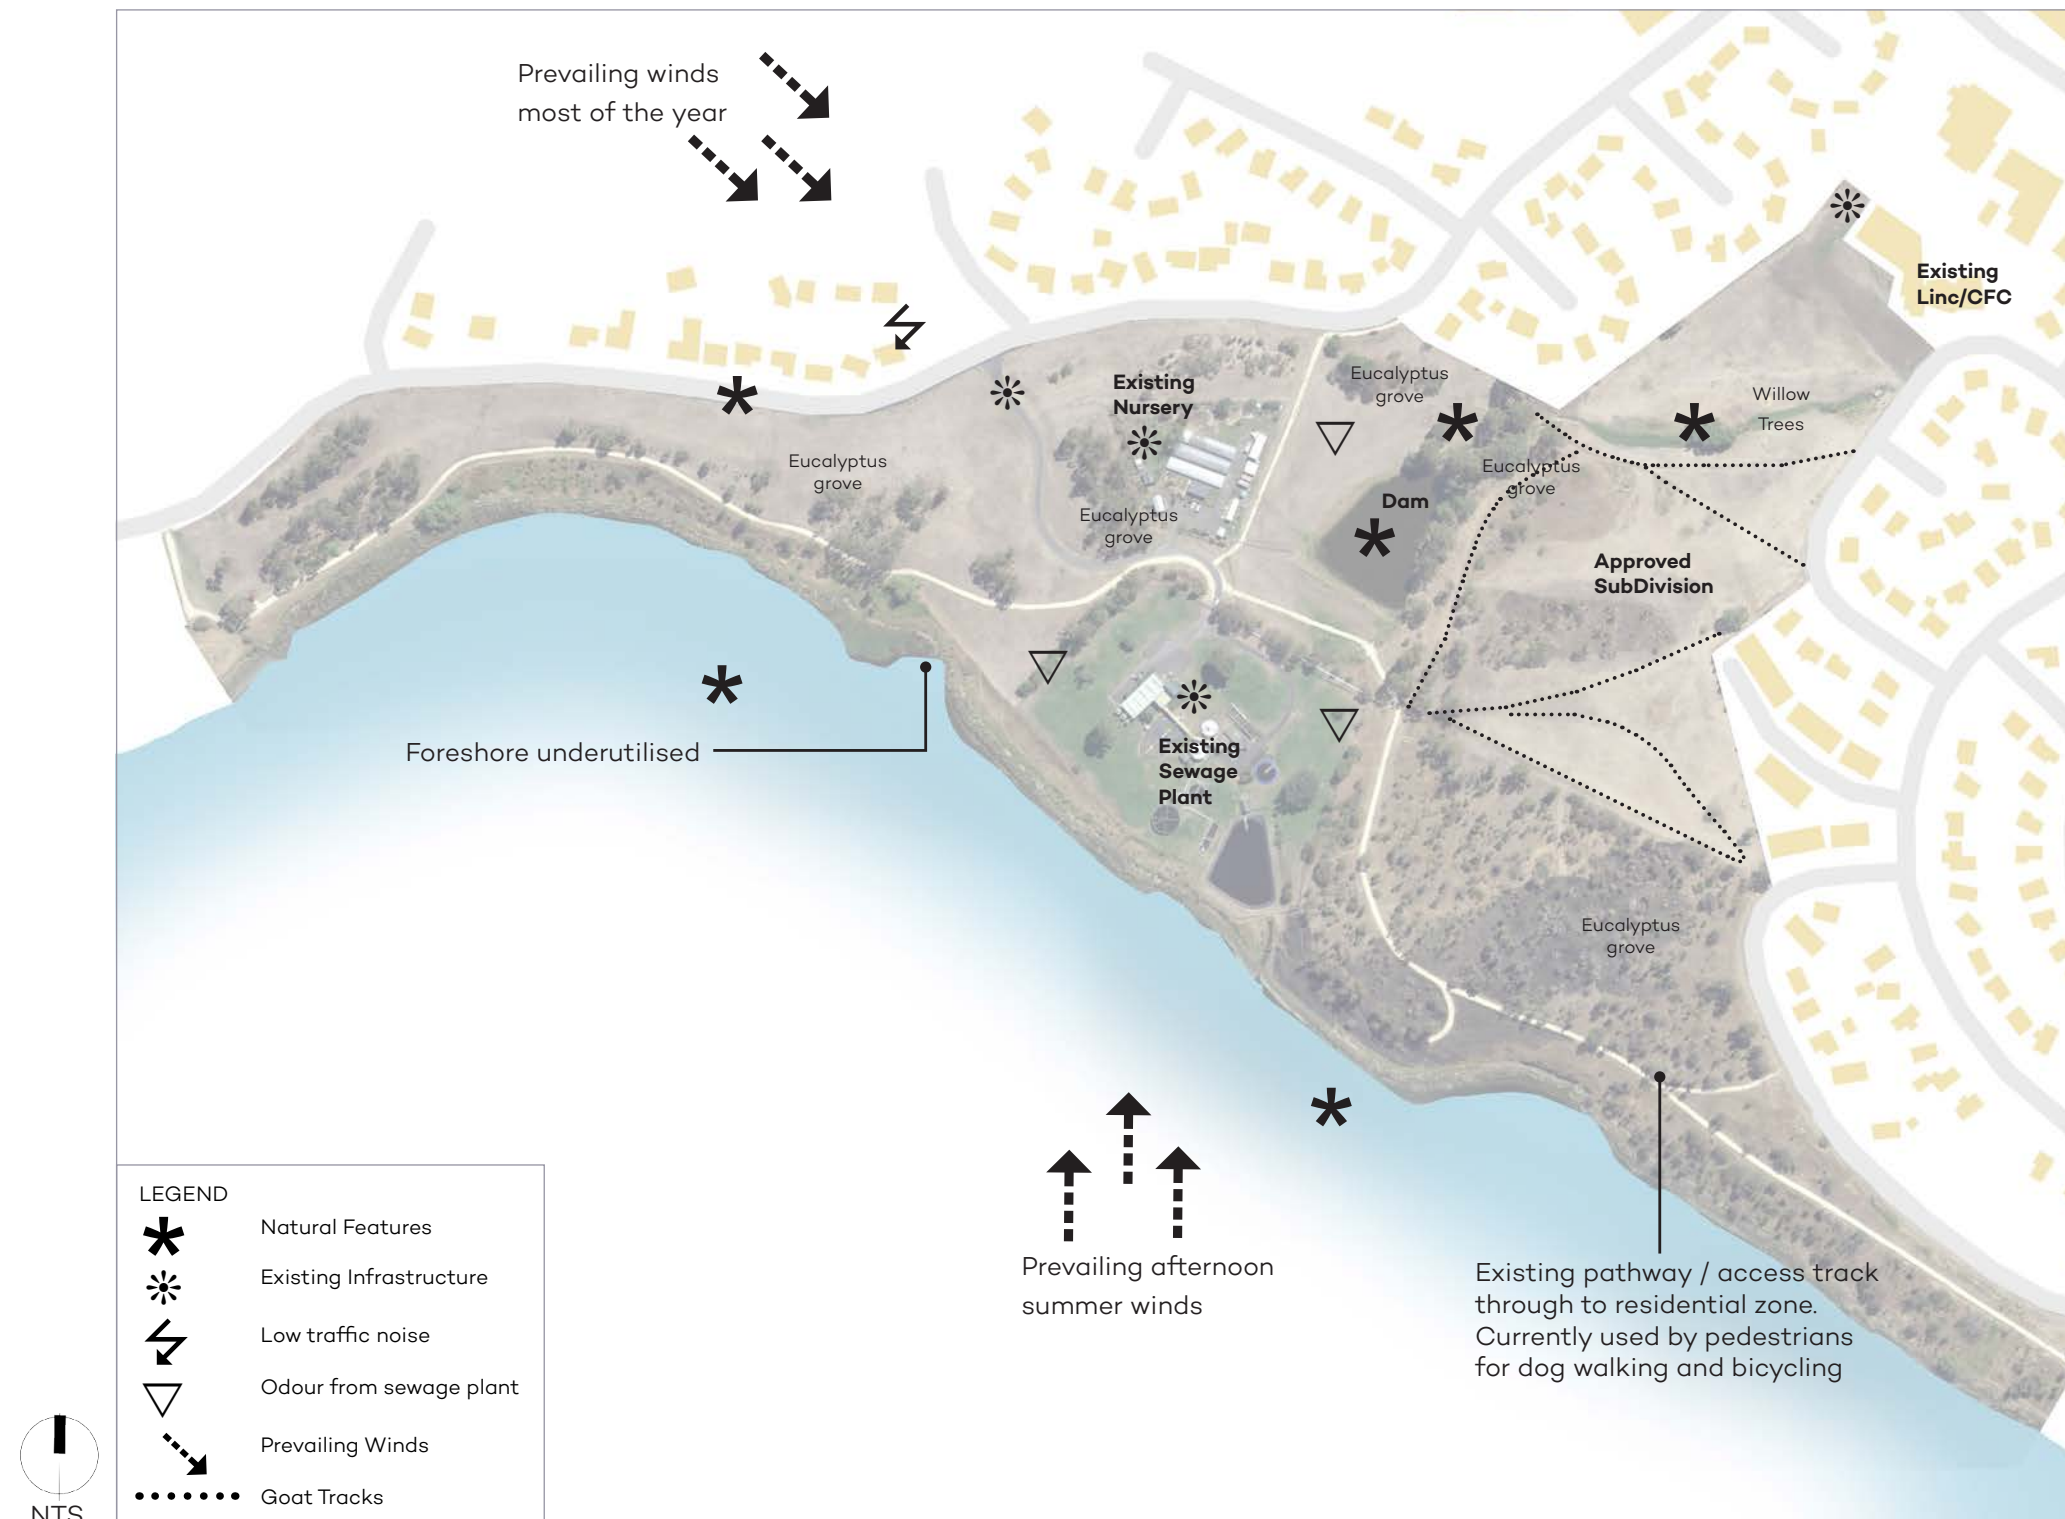 Prevailing winds
most of the year
Existing
Linc/CFC
Existing
Nursery
Eucalyptus
grove
Willow
Trees
Eucalyptus
grove
Eucalyptus
grove
Dam
Eucalyptus
grove
Approved
SubDivision
Foreshore underutilised
Existing
Sewage
Plant
Eucalyptus
grove
Prevailing afternoon
summer winds
Existing pathway / access track
through to residential zone.
Currently used by pedestrians
for dog walking and bicycling
LEGEND
Natural Features
Existing Infrastructure
Low traffic noise
Odour from sewage plant
Prevailing Winds
Goat Tracks
NTS